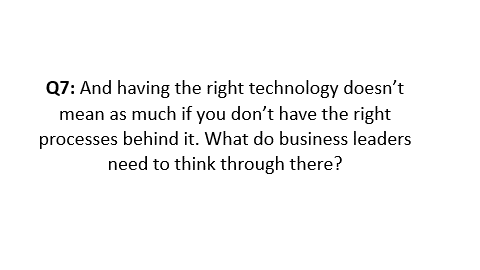 Q7: And having the right technology doesn’t
mean as much if you don’t have the right
processes behind it. What do business leaders
need to think through there?